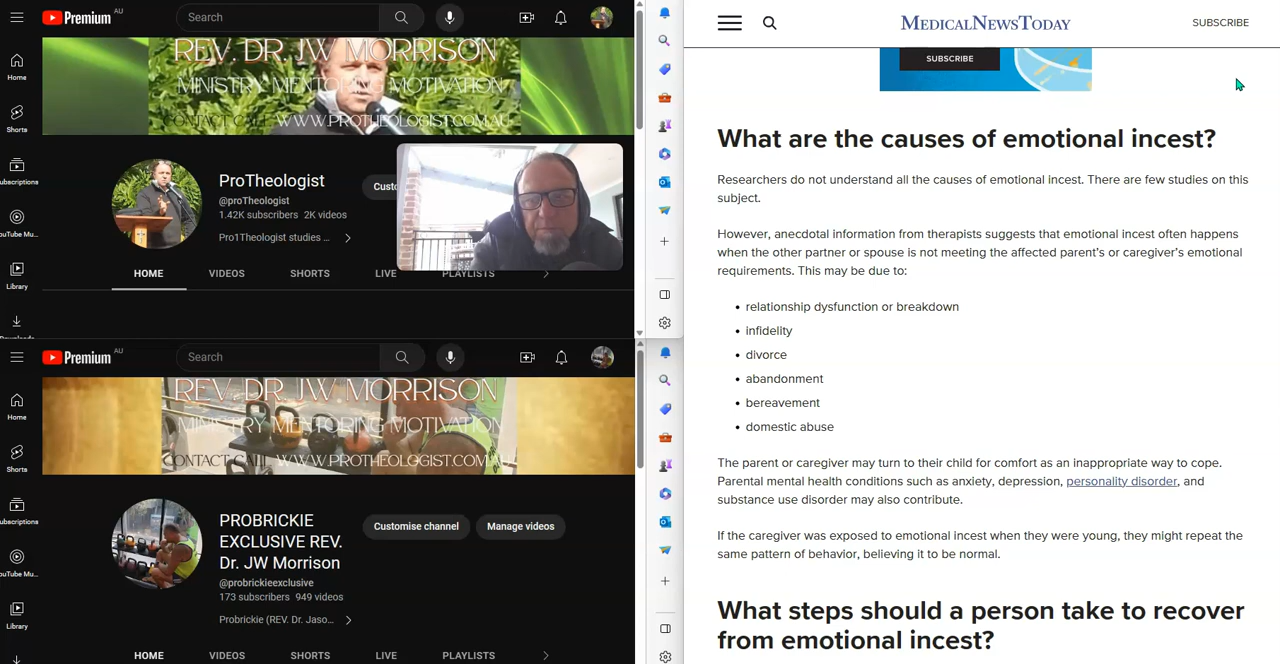 Premium AU
Search
Home
Shorts
Library
REV. DR. JW MORRISON
MINISTRY MENTORING MOTIVATION
CONTACT CALL WWW.PROTHEOLOGIST.COM.AU
ProTheologist
@proTheologist
1.42K subscribers 2K videos
Pro1Theologist studies ...
HOME
VIDEOS
SHORTS
LIVE
PLAYLISTS
Premium AU
Search
Home
Shorts
Library
REV. DR. JW MORRISON
MINISTRY MENTORING MOTIVATION
CONTACT CALL WWW.PROTHEOLOGIST.COM.AU
PROBRICKIE
EXCLUSIVE REV.
Dr. JW Morrison
Customise channel
Manage videos
@probrickieexclusive
173 subscribers 949 videos
Probrickie (REV. Dr. Jaso...
HOME
VIDEOS
SHORTS
LIVE
PLAYLISTS
MEDICALNEWSTODAY
SUBSCRIBE
SUBSCRIBE
What are the causes of emotional incest?
Researchers do not understand all the causes of emotional incest. There are few studies on this
subject.
However, anecdotal information from therapists suggests that emotional incest often happens
when the other partner or spouse is not meeting the affected parent's or caregiver's emotional
requirements. This may be due to:
• relationship dysfunction or breakdown
• infidelity
• divorce
• abandonment
• bereavement
• domestic abuse
The parent or caregiver may turn to their child for comfort as an inappropriate way to cope.
Parental mental health conditions such as anxiety, depression, personality disorder, and
substance use disorder may also contribute.
If the caregiver was exposed to emotional incest when they were young, they might repeat the
same pattern of behavior, believing it to be normal.
What steps should a person take to recover
from emotional incest?